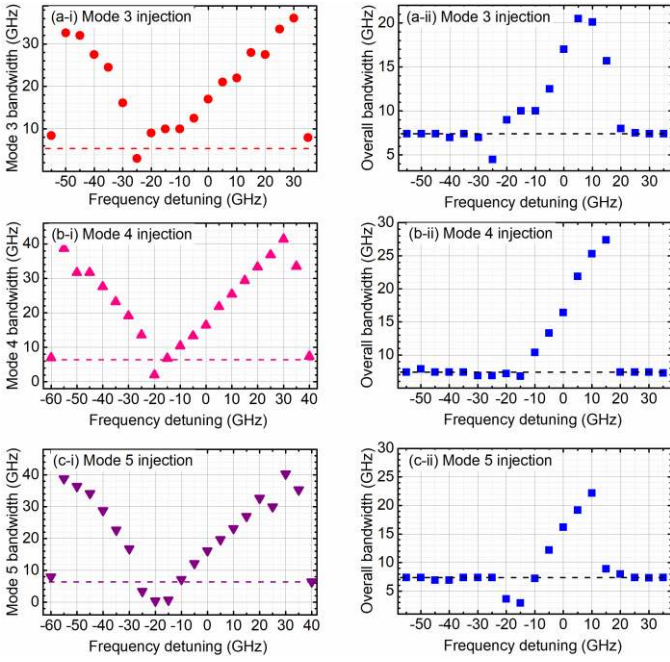 (a-i) Mode 3 injection
Mode 3 bandwidth (GHz)
30
20
10
-50 -40 -30 -20 -10 0 10 20 30
Frequency detuning (GHz)
(a-ii) Mode 3 injection
Overall bandwidth (GHz)
20
15
10
5
-50 -40 -30 -20 -10 0 10 20 30
Frequency detuning (GHz)
(b-i) Mode 4 injection
Mode 4 bandwidth (GHz)
40
30
20
10
0
-60 -50 -40 -30 -20 -10 0 10 20 30 40
Frequency detuning (GHz)
(b-ii) Mode 4 injection
Overall bandwidth (GHz)
30
25
20
15
10
5
-50 -40 -30 -20 -10 0 10 20 30
Frequency detuning (GHz)
(c-i) Mode 5 injection
Mode 5 bandwidth (GHz)
50
40
30
20
10
0
-60 -50 -40 -30 -20 -10 0 10 20 30 40
Frequency detuning (GHz)
(c-ii) Mode 5 injection
Overall bandwidth (GHz)
30
25
20
15
10
5
-50 -40 -30 -20 -10 0 10 20 30
Frequency detuning (GHz)